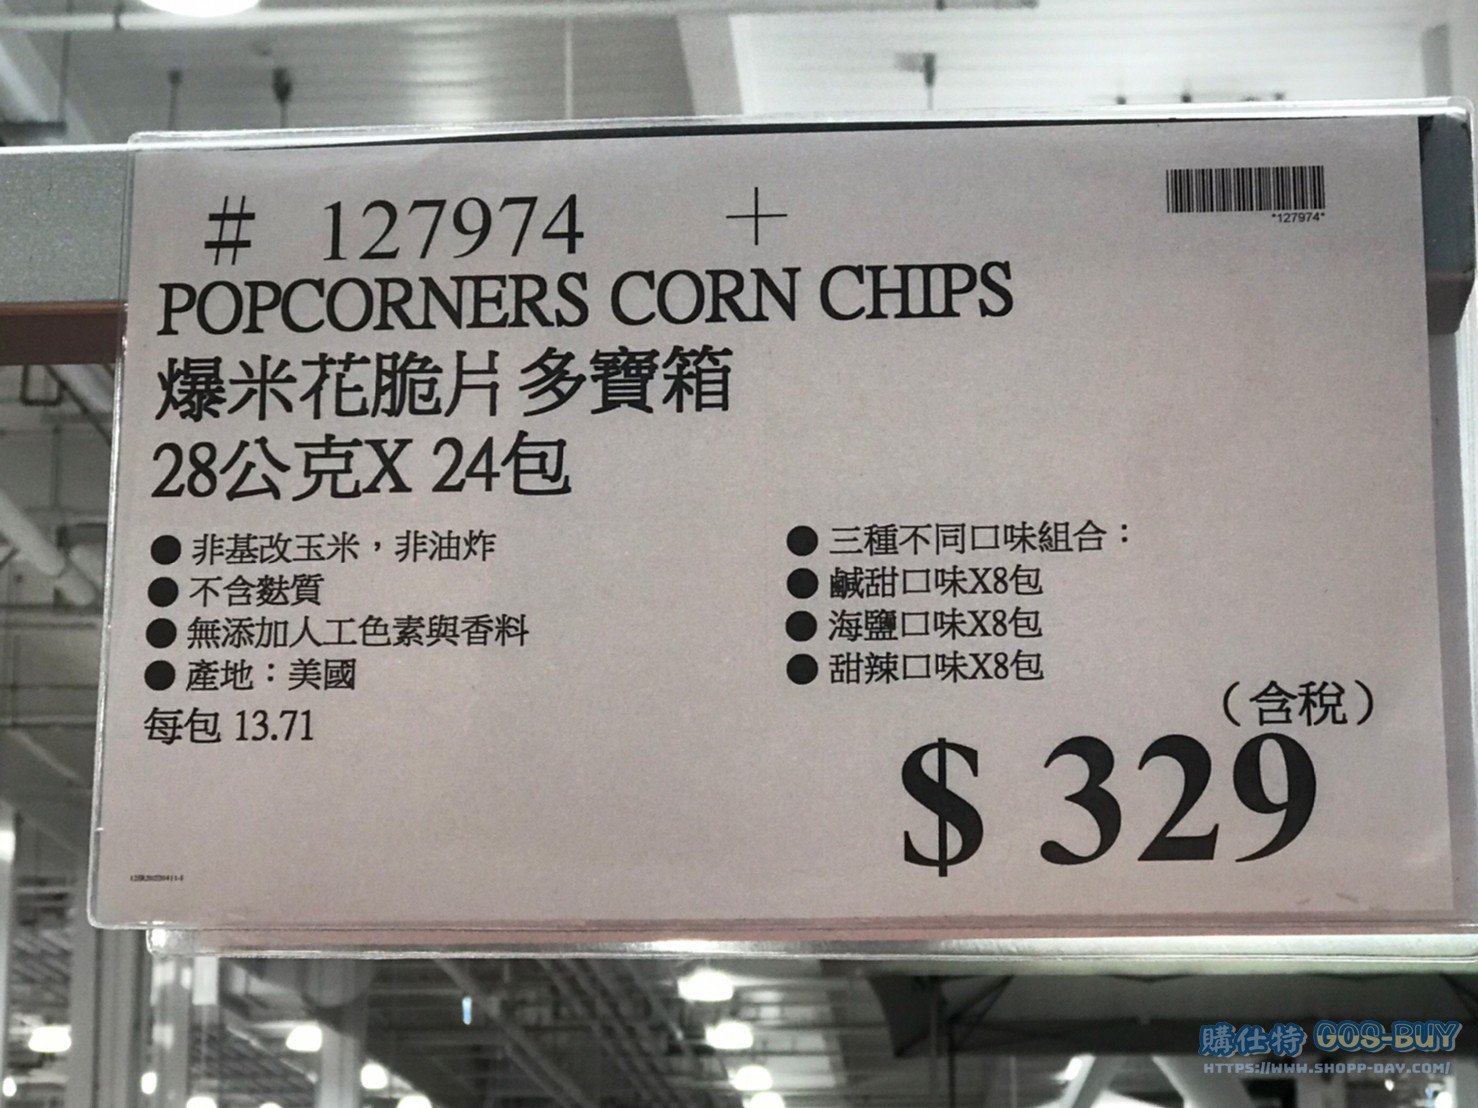 # 127974 +
*127974*
POPCORNERS CORN CHIPS
爆米花脆片多寶箱
28公克X 24包
● 非基改玉米，非油炸
● 不含麩質
● 無添加人工色素與香料
● 產地：美國
每包 13.71
● 三種不同口味組合：
● 鹹甜口味X8包
● 海鹽口味X8包
● 甜辣口味X8包
（含稅）
$ 329
購仕特 GOS-BUY
HTTPS://WWW.SHOPP-DAY.COM/